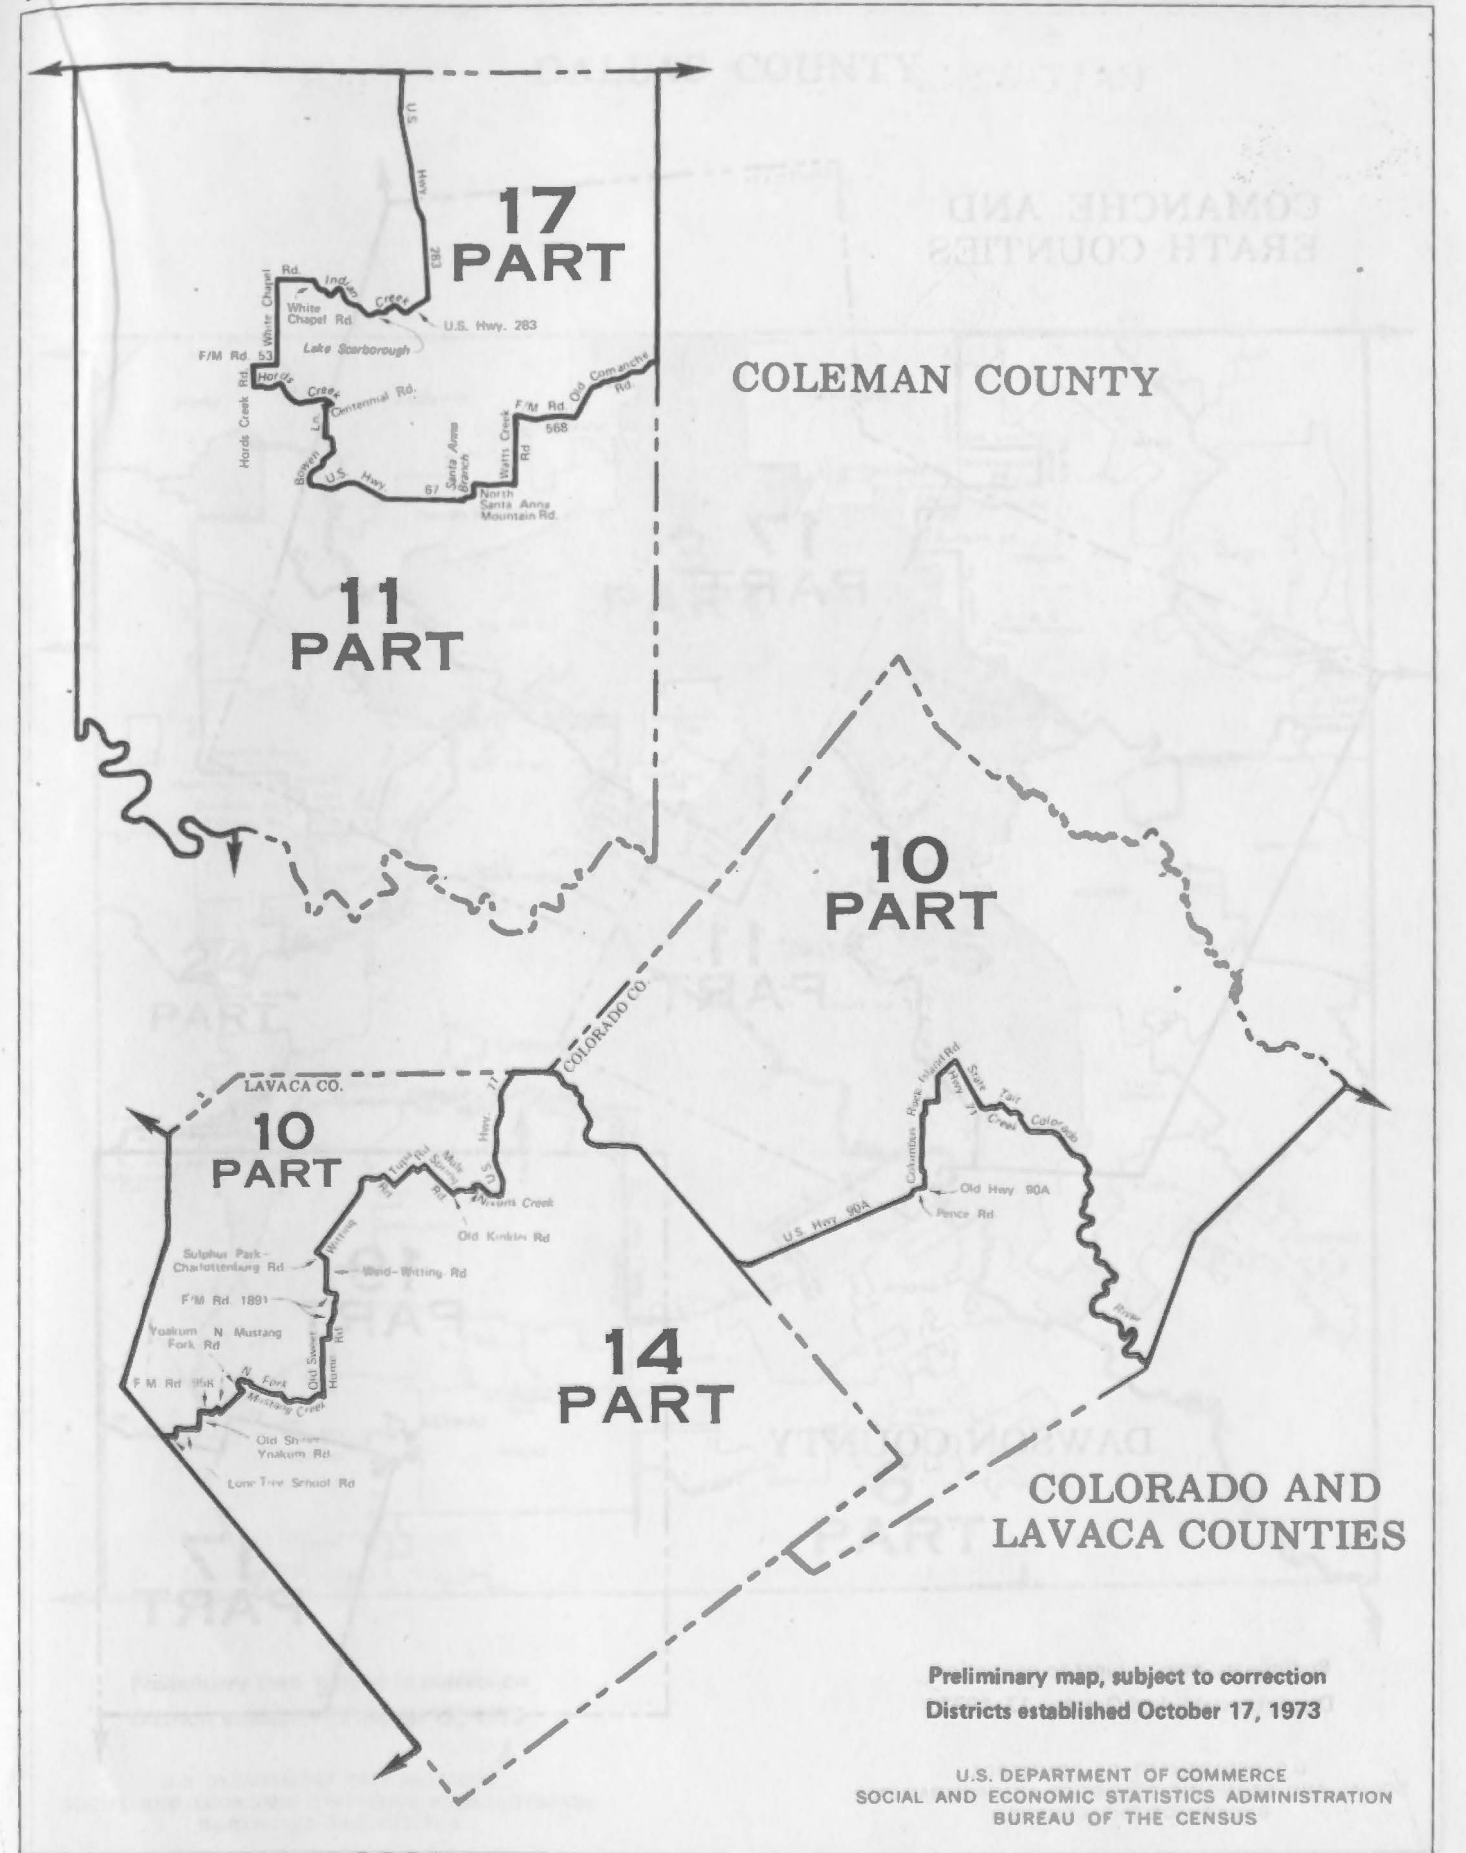 U.S.
Hwy.
283
17
PART
White Chapel
Rd.
Indian
Creek
White
Chapel Rd.
U.S. Hwy. 283
Lake Scarborough
F/M Rd. 53
Hords Creek Rd.
Hords
Creek
Centennial Rd.
Bowen
Ln.
U.S.
Hwy.
67
Santa Anna
Branch
North
Santa Anna
Mountain Rd.
Watts Creek
Rd
F/M Rd.
568
Old Comanche
Rd.
COLEMAN COUNTY
11
PART
10
PART
COLORADO CO.
LAVACA CO.
10
PART
U.S.
Hwy.
77
Mule
Spring
Rd.
Nixons Creek
Old Kinkler Rd
Witting
Rd.
Sulphur Park-
Charlottenburg Rd
Wied-Witting Rd
F/M Rd 1891
Yoakum N Mustang
Fork Rd
F M Rd 958
N
Fork
Mustang Creek
Old Sweet
Home Rd
Old
Yoakum Rd
Lone Tree School Rd
14
PART
Columbus Rock Island Rd
State
Hwy 71
Tait
Creek
Colorado
River
Old Hwy 90A
Pence Rd
U.S. Hwy 90A
COLORADO AND
LAVACA COUNTIES
Preliminary map, subject to correction
Districts established October 17, 1973
U.S. DEPARTMENT OF COMMERCE
SOCIAL AND ECONOMIC STATISTICS ADMINISTRATION
BUREAU OF THE CENSUS